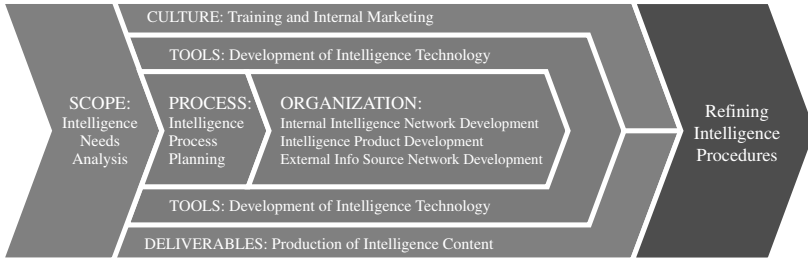 CULTURE: Training and Internal Marketing
TOOLS: Development of Intelligence Technology
SCOPE:
Intelligence
Needs
Analysis
PROCESS:
Intelligence
Process
Planning
ORGANIZATION:
Internal Intelligence Network Development
Intelligence Product Development
External Info Source Network Development
TOOLS: Development of Intelligence Technology
DELIVERABLES: Production of Intelligence Content
Refining
Intelligence
Procedures